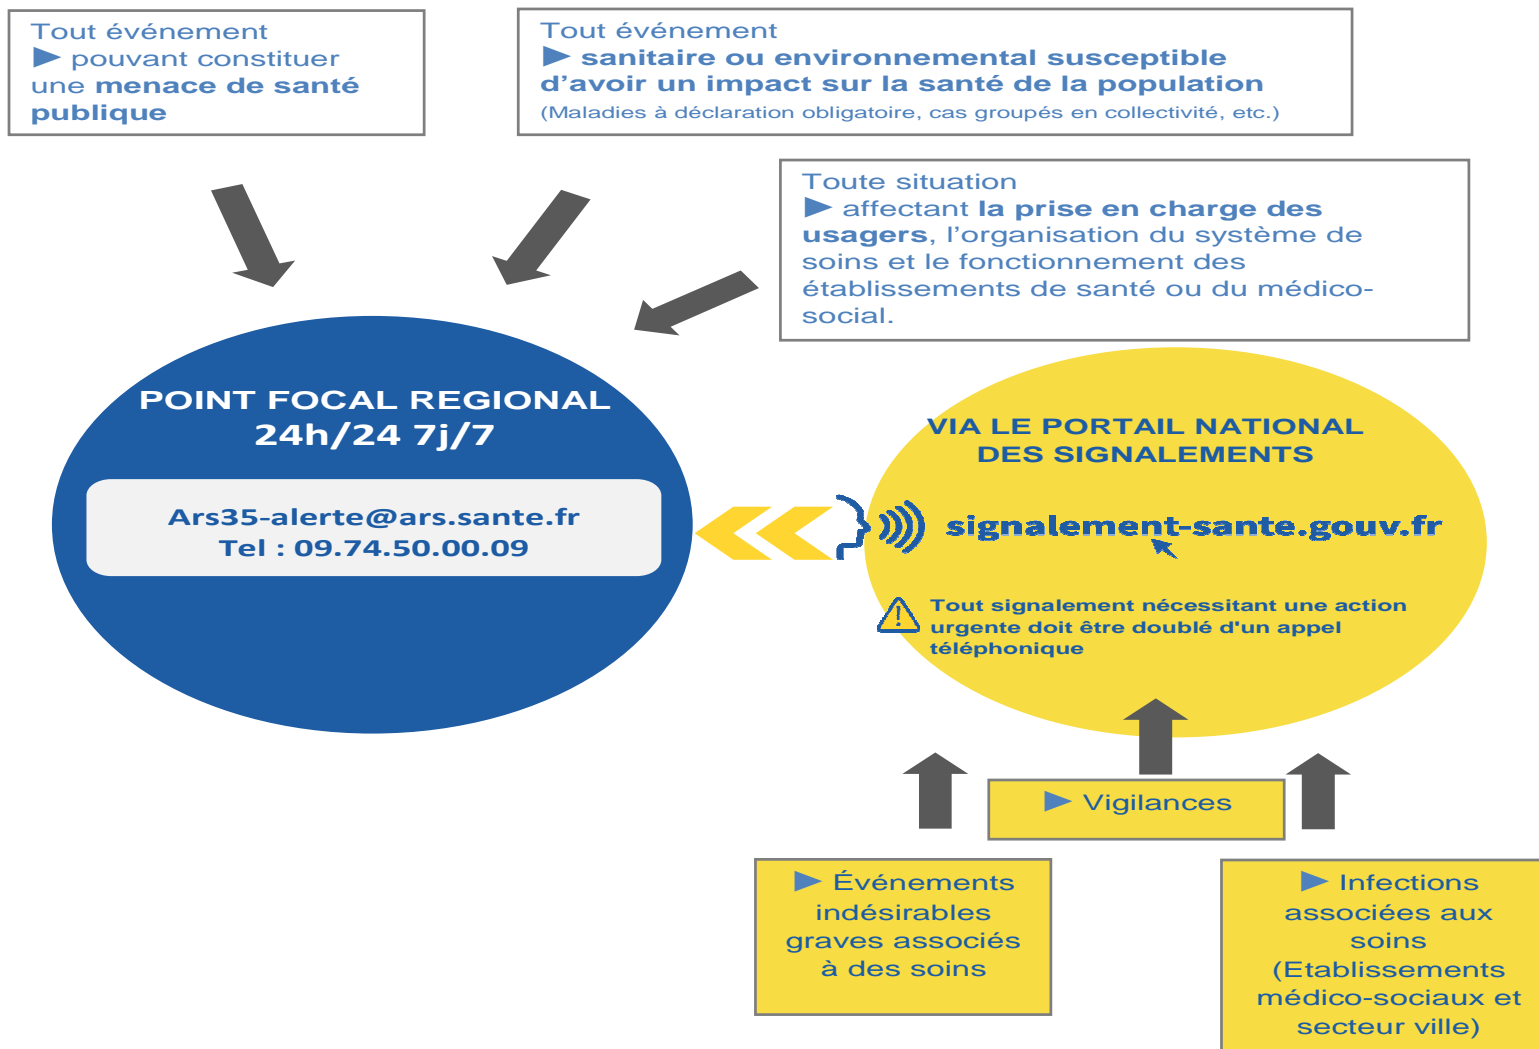 Tout événement
► pouvant constituer
une menace de santé
publique
Tout événement
► sanitaire ou environnemental susceptible
d’avoir un impact sur la santé de la population
(Maladies à déclaration obligatoire, cas groupés en collectivité, etc.)
Toute situation
► affectant la prise en charge des
usagers, l’organisation du système de
soins et le fonctionnement des
établissements de santé ou du médico-
social.
POINT FOCAL REGIONAL
24h/24 7j/7
Ars35-alerte@ars.sante.fr
Tel : 09.74.50.00.09
VIA LE PORTAIL NATIONAL
DES SIGNALEMENTS
signalement-sante.gouv.fr
Tout signalement nécessitant une action
urgente doit être doublé d'un appel
téléphonique
► Vigilances
► Événements
indésirables
graves associés
à des soins
► Infections
associées aux
soins
(Etablissements
médico-sociaux et
secteur ville)